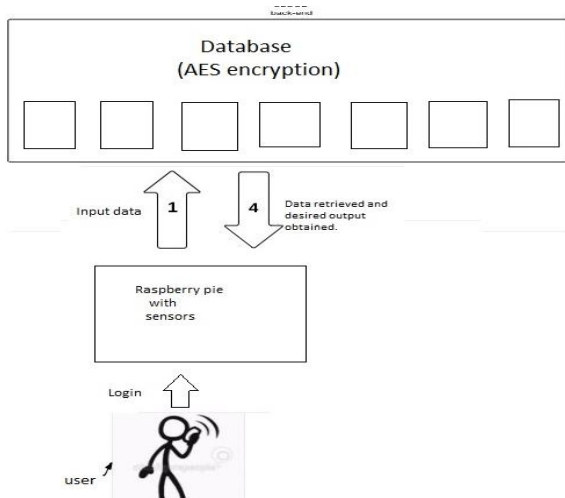 back-end
Database
(AES encryption)
Input data
1
4
Data retrieved and
desired output
obtained.
Raspberry pie
with
sensors
Login
user